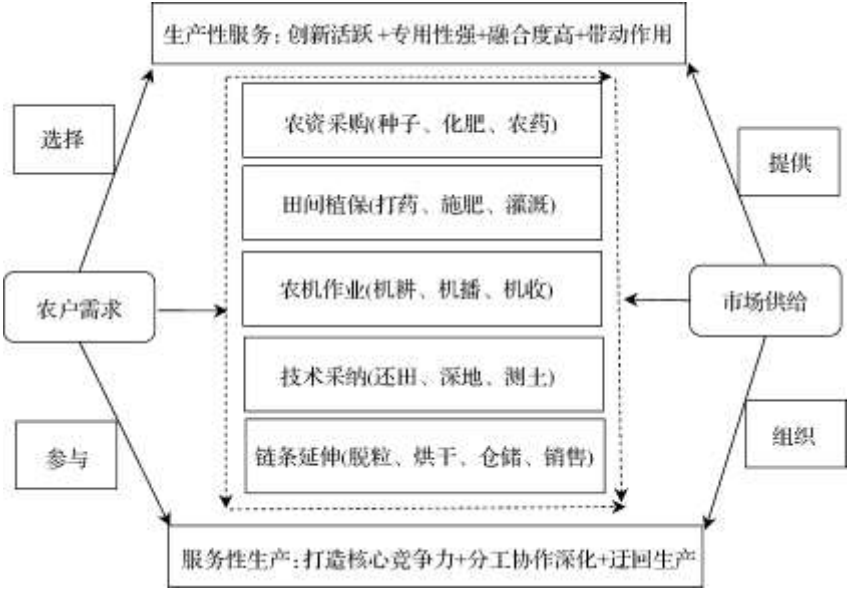 生产性服务：创新活跃+专用性强+融合度高+带动作用
选择
提供
农资采购(种子、化肥、农药)
田间植保(打药、施肥、灌溉)
农户需求
农机作业(机耕、机播、机收)
市场供给
技术采纳(还田、深地、测土)
参与
组织
链条延伸(脱粒、烘干、仓储、销售)
服务性生产：打造核心竞争力+分工协作深化+迂回生产